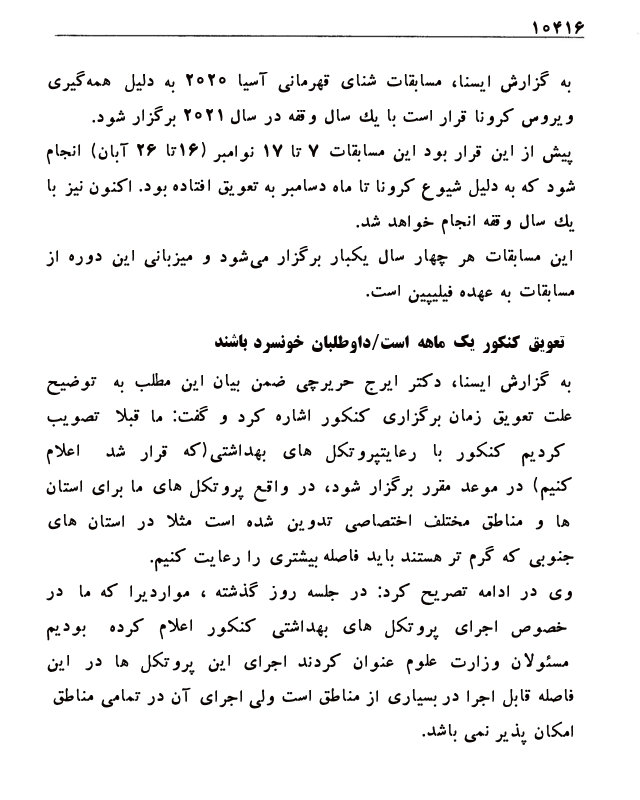 ۱۰۴۱۶
به گزارش ایسنا، مسابقات شنای قهرمانی آسیا ۲۰۲۰ به دلیل همه‌گیری
ویروس کرونا قرار است با یك سال وقفه در سال ۲۰۲۱ برگزار شود.
پیش از این قرار بود این مسابقات ۷ تا ۱۷ نوامبر (۱۶تا ۲۶ آبان) انجام
شود که به دلیل شیوع کرونا تا ماه دسامبر به تعویق افتاده بود. اکنون نیز با
یك سال وقفه انجام خواهد شد.
این مسابقات هر چهار سال یکبار برگزار می‌شود و میزبانی این دوره از
مسابقات به عهده فیلیپین است.
تعویق کنکور یک ماهه است/داوطلبان خونسرد باشند
به گزارش ایسنا، دکتر ایرج حریرچی ضمن بیان این مطلب به توضیح
علت تعویق زمان برگزاری کنکور اشاره کرد و گفت: ما قبلا تصویب
کردیم کنکور با رعایتپروتکل های بهداشتی(که قرار شد اعلام
کنیم) در موعد مقرر برگزار شود، در واقع پروتکل های ما برای استان
ها و مناطق مختلف اختصاصی تدوین شده است مثلا در استان های
جنوبی که گرم تر هستند باید فاصله بیشتری را رعایت کنیم.
وی در ادامه تصریح کرد: در جلسه روز گذشته ، مواردیرا که ما در
خصوص اجرای پروتکل های بهداشتی کنکور اعلام کرده بودیم
مسئولان وزارت علوم عنوان کردند اجرای این پروتکل ها در این
فاصله قابل اجرا در بسیاری از مناطق است ولی اجرای آن در تمامی مناطق
امکان پذیر نمی باشد.